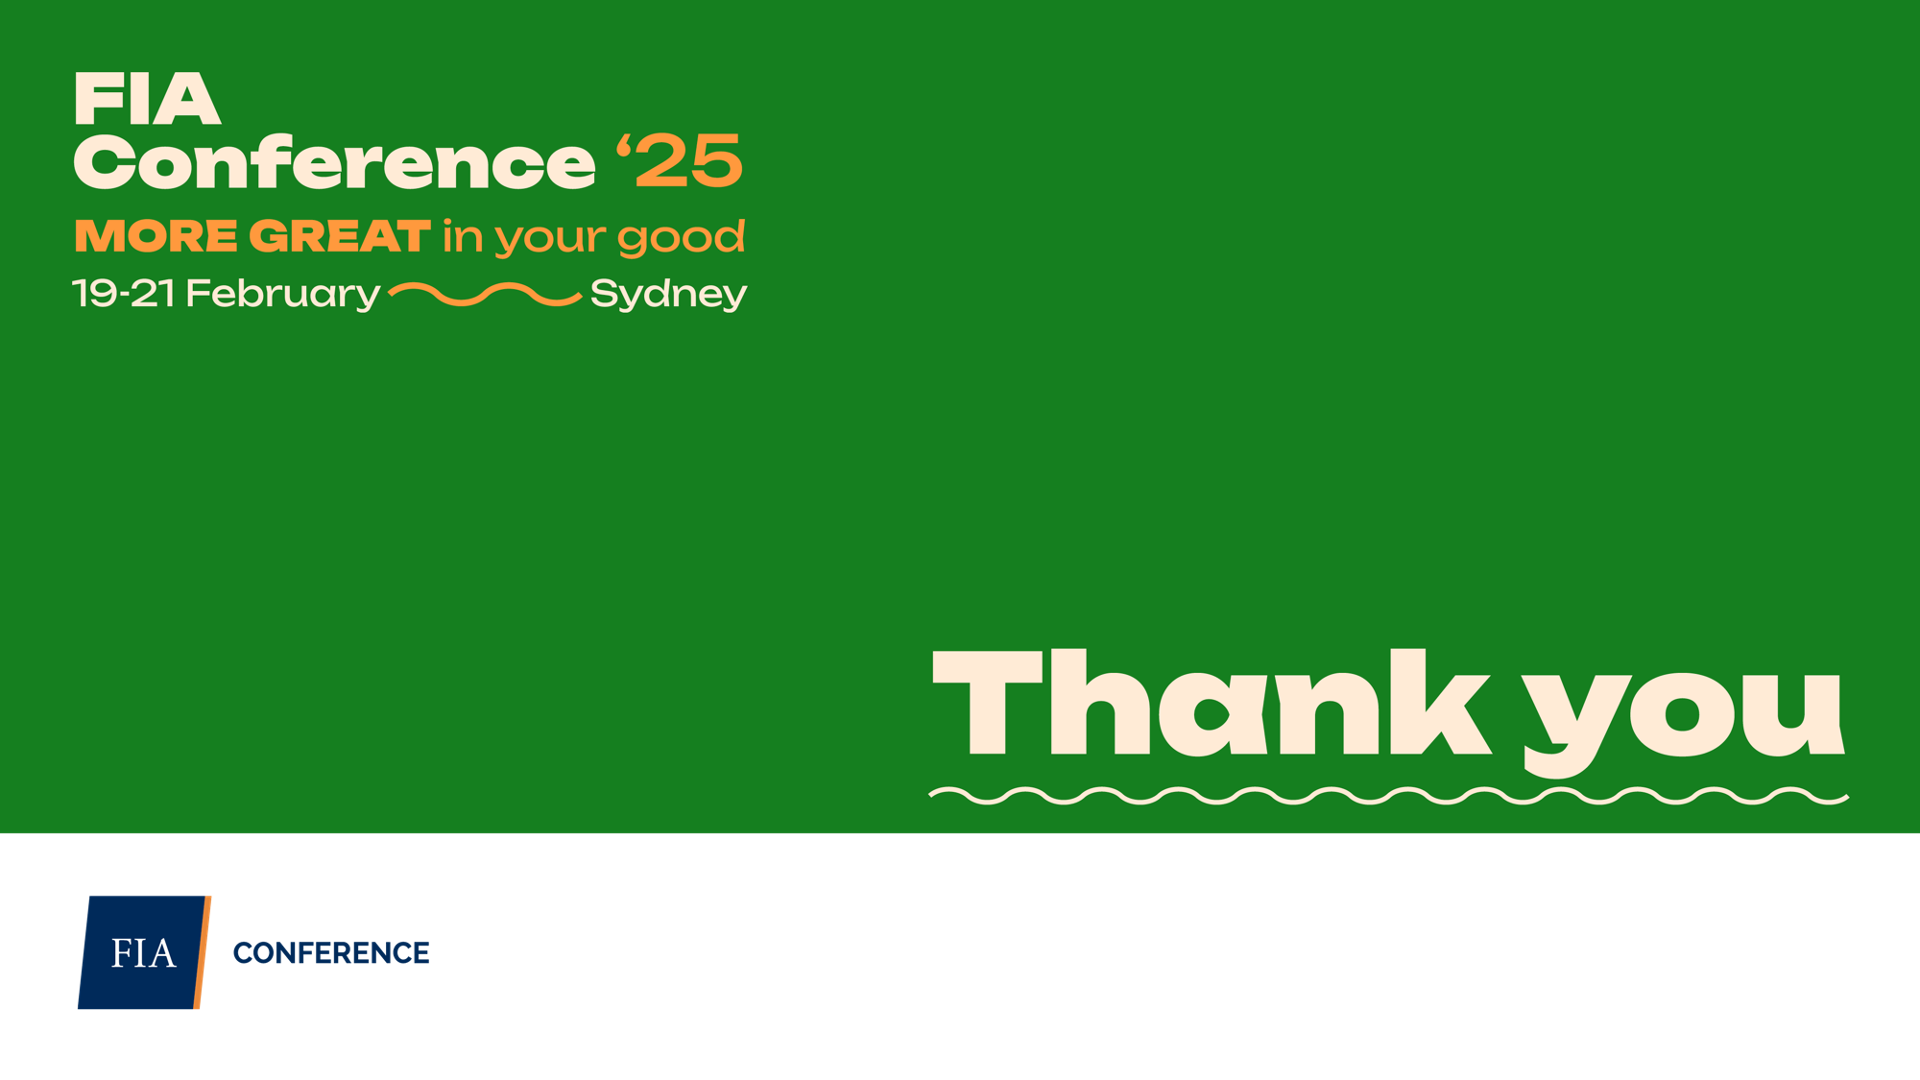 FIA
Conference ‘25
MORE GREAT in your good
19-21 February Sydney
Thank you
FIA CONFERENCE